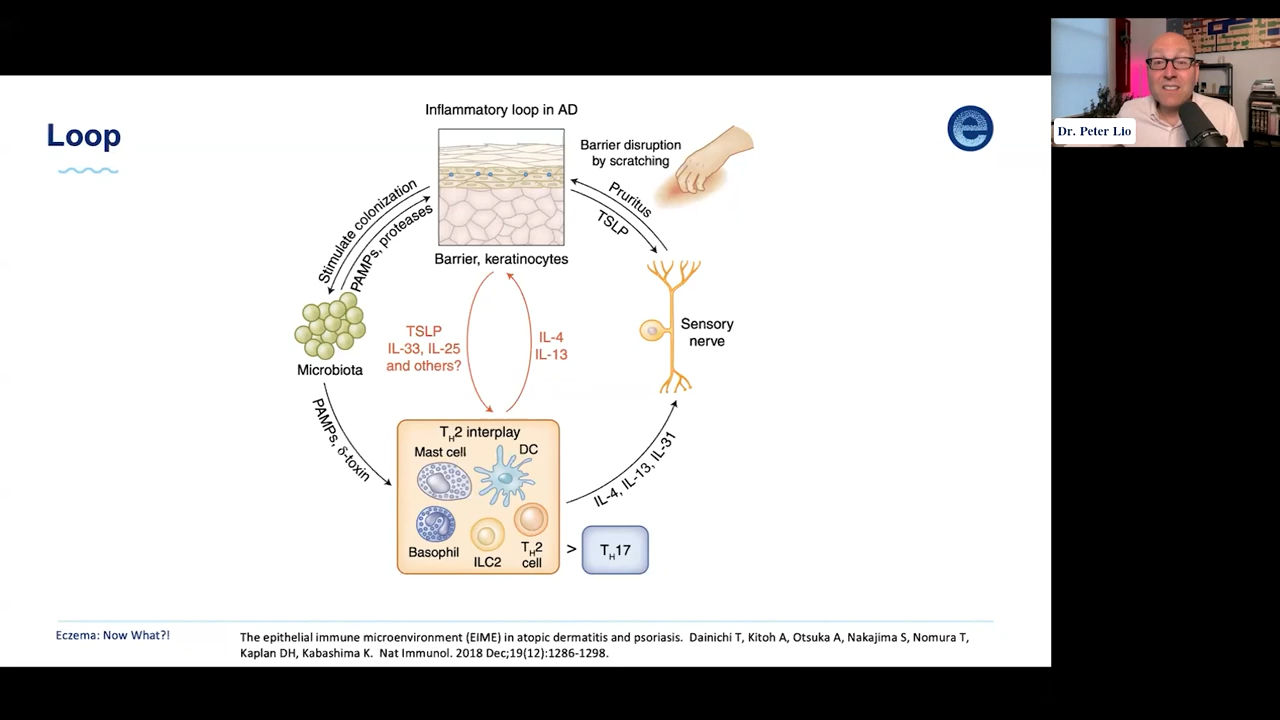 Loop
Inflammatory loop in AD
Barrier disruption
by scratching
Stimulate colonization
PAMPs, proteases
Pruritus
TSLP
Barrier, keratinocytes
TSLP
IL-33, IL-25
and others?
IL-4
IL-13
Sensory
nerve
Microbiota
PAMPs, δ-toxin
IL-4, IL-13, IL-31
TH2 interplay
Mast cell
DC
Basophil
ILC2
TH2
cell
>
TH17
Eczema: Now What?!
The epithelial immune microenvironment (EIME) in atopic dermatitis and psoriasis. Dainichi T, Kitoh A, Otsuka A, Nakajima S, Nomura T,
Kaplan DH, Kabashima K. Nat Immunol. 2018 Dec;19(12):1286-1298.
e
Dr. Peter Lio